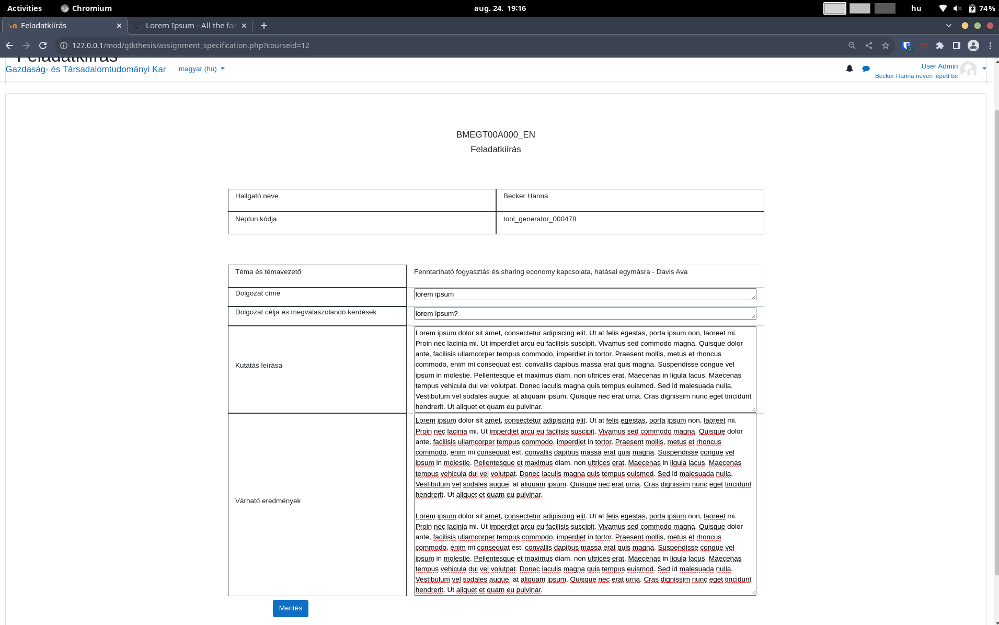 Activities Chromium aug. 24. 19:16 hu 74%
Feladatkiírás Lorem Ipsum - All the fac
127.0.0.1/mod/gtkthesis/assignment_specification.php?courseid=12 2
Feladatkiírás
Gazdaság- és Társadalomtudományi Kar magyar (hu) User Admin
Becker Hanna néven lépett be
BMEGT00A000_EN
Feladatkiírás
Hallgató neve Becker Hanna
Neptun kódja tool_generator_000478
Téma és témavezető Fenntartható fogyasztás és sharing economy kapcsolata, hatásai egymásra - Davis Ava
Dolgozat címe lorem ipsum
Dolgozat célja és megválaszolandó kérdések lorem ipsum?
Kutatás leírása
Lorem ipsum dolor sit amet, consectetur adipiscing elit. Ut at felis egestas, porta ipsum non, laoreet mi.
Proin nec lacinia mi. Ut imperdiet arcu eu facilisis suscipit. Vivamus sed commodo magna. Quisque dolor
ante, facilisis ullamcorper tempus commodo, imperdiet in tortor. Praesent mollis, metus et rhoncus
commodo, enim mi consequat est, convallis dapibus massa erat quis magna. Suspendisse congue vel
ipsum in molestie. Pellentesque et maximus diam, non ultrices erat. Maecenas in ligula lacus. Maecenas
tempus vehicula dui vel volutpat. Donec iaculis magna quis tempus euismod. Sed id malesuada nulla.
Vestibulum vel sodales augue, at aliquam ipsum. Quisque nec erat urna. Cras dignissim nunc eget tincidunt
hendrerit. Ut aliquet et quam eu pulvinar.
Várható eredmények
Lorem ipsum dolor sit amet, consectetur adipiscing elit. Ut at felis egestas, porta ipsum non, laoreet mi.
Proin nec lacinia mi. Ut imperdiet arcu eu facilisis suscipit. Vivamus sed commodo magna. Quisque dolor
ante, facilisis ullamcorper tempus commodo, imperdiet in tortor. Praesent mollis, metus et rhoncus
commodo, enim mi consequat est, convallis dapibus massa erat quis magna. Suspendisse congue vel
ipsum in molestie. Pellentesque et maximus diam, non ultrices erat. Maecenas in ligula lacus. Maecenas
tempus vehicula dui vel volutpat. Donec iaculis magna quis tempus euismod. Sed id malesuada nulla.
Vestibulum vel sodales augue, at aliquam ipsum. Quisque nec erat urna. Cras dignissim nunc eget tincidunt
hendrerit. Ut aliquet et quam eu pulvinar.
Lorem ipsum dolor sit amet, consectetur adipiscing elit. Ut at felis egestas, porta ipsum non, laoreet mi.
Proin nec lacinia mi. Ut imperdiet arcu eu facilisis suscipit. Vivamus sed commodo magna. Quisque dolor
ante, facilisis ullamcorper tempus commodo, imperdiet in tortor. Praesent mollis, metus et rhoncus
commodo, enim mi consequat est, convallis dapibus massa erat quis magna. Suspendisse congue vel
ipsum in molestie. Pellentesque et maximus diam, non ultrices erat. Maecenas in ligula lacus. Maecenas
tempus vehicula dui vel volutpat. Donec iaculis magna quis tempus euismod. Sed id malesuada nulla.
Vestibulum vel sodales augue, at aliquam ipsum. Quisque nec erat urna. Cras dignissim nunc eget tincidunt
hendrerit. Ut aliquet et quam eu pulvinar.
Mentés